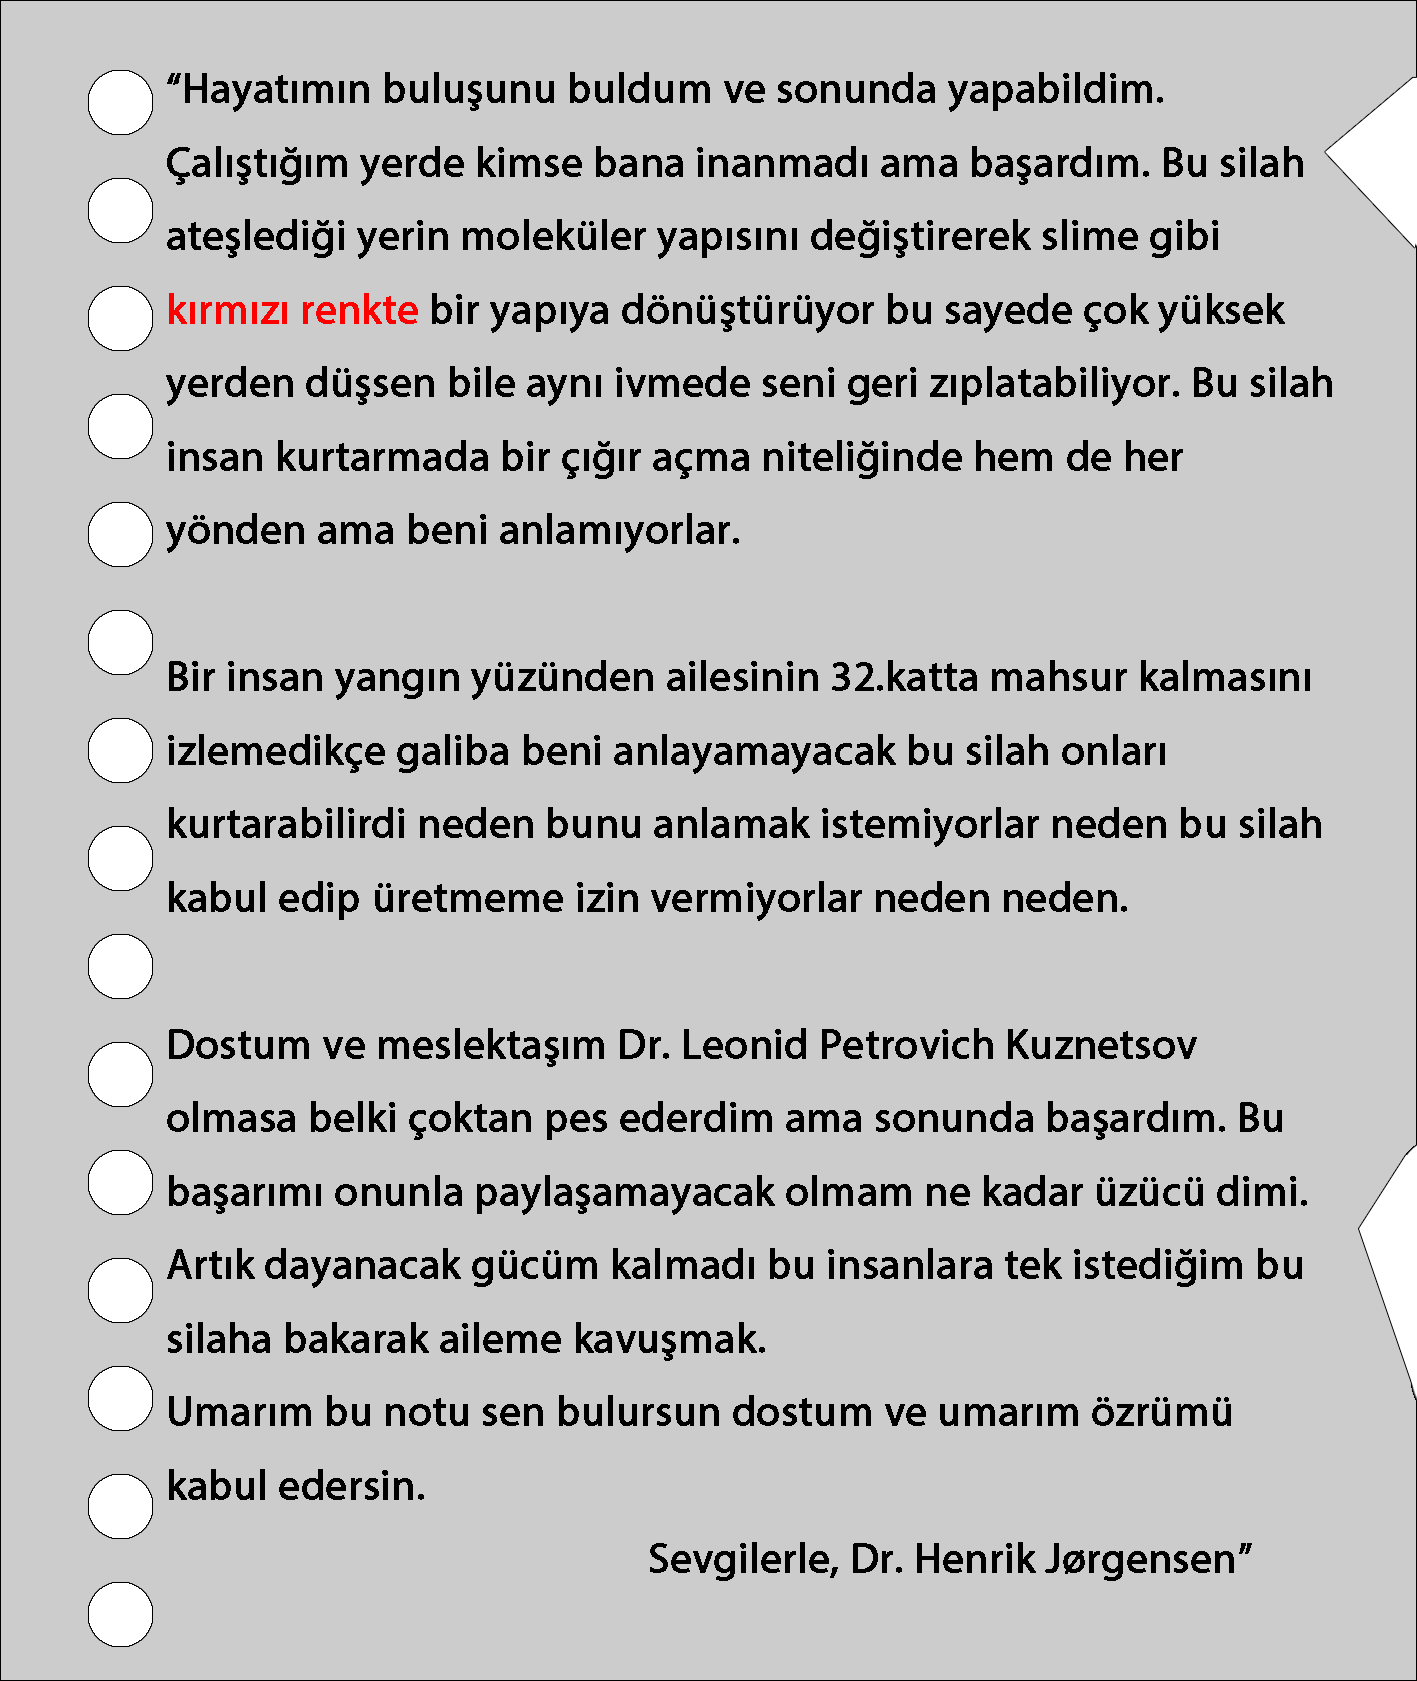 “Hayatımın buluşunu buldum ve sonunda yapabildim.
Çalıştığım yerde kimse bana inanmadı ama başardım. Bu silah
ateşlediği yerin moleküler yapısını değiştirerek slime gibi
kırmızı renkte bir yapıya dönüştürüyor bu sayede çok yüksek
yerden düşsen bile aynı ivmede seni geri zıplatabiliyor. Bu silah
insan kurtarmada bir çığır açma niteliğinde hem de her
yönden ama beni anlamıyorlar.
Bir insan yangın yüzünden ailesinin 32.katta mahsur kalmasını
izlemedikçe galiba beni anlayamayacak bu silah onları
kurtarabilirdi neden bunu anlamak istemiyorlar neden bu silah
kabul edip üretmeme izin vermiyorlar neden neden.
Dostum ve meslektaşım Dr. Leonid Petrovich Kuznetsov
olmasa belki çoktan pes ederdim ama sonunda başardım. Bu
başarımı onunla paylaşamayacak olmam ne kadar üzücü dimi.
Artık dayanacak gücüm kalmadı bu insanlara tek istediğim bu
silaha bakarak aileme kavuşmak.
Umarım bu notu sen bulursun dostum ve umarım özrümü
kabul edersin.
Sevgilerle, Dr. Henrik Jørgensen”